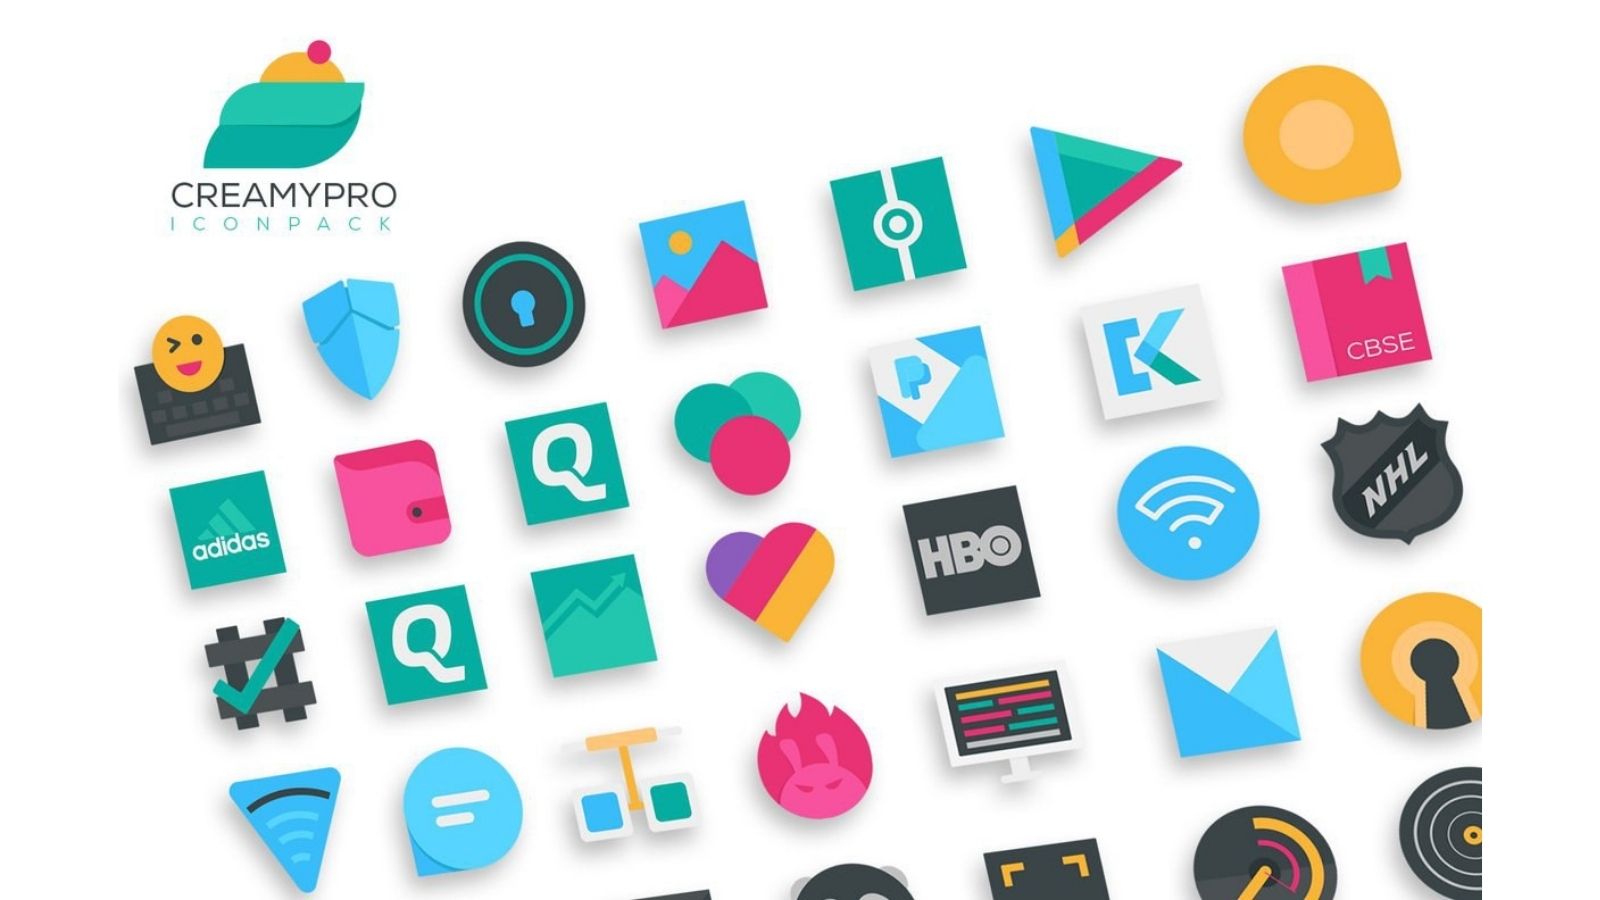 CREAMYPRO
ICONPACK
CBSE
NHL
Q
adidas
HBO
Q